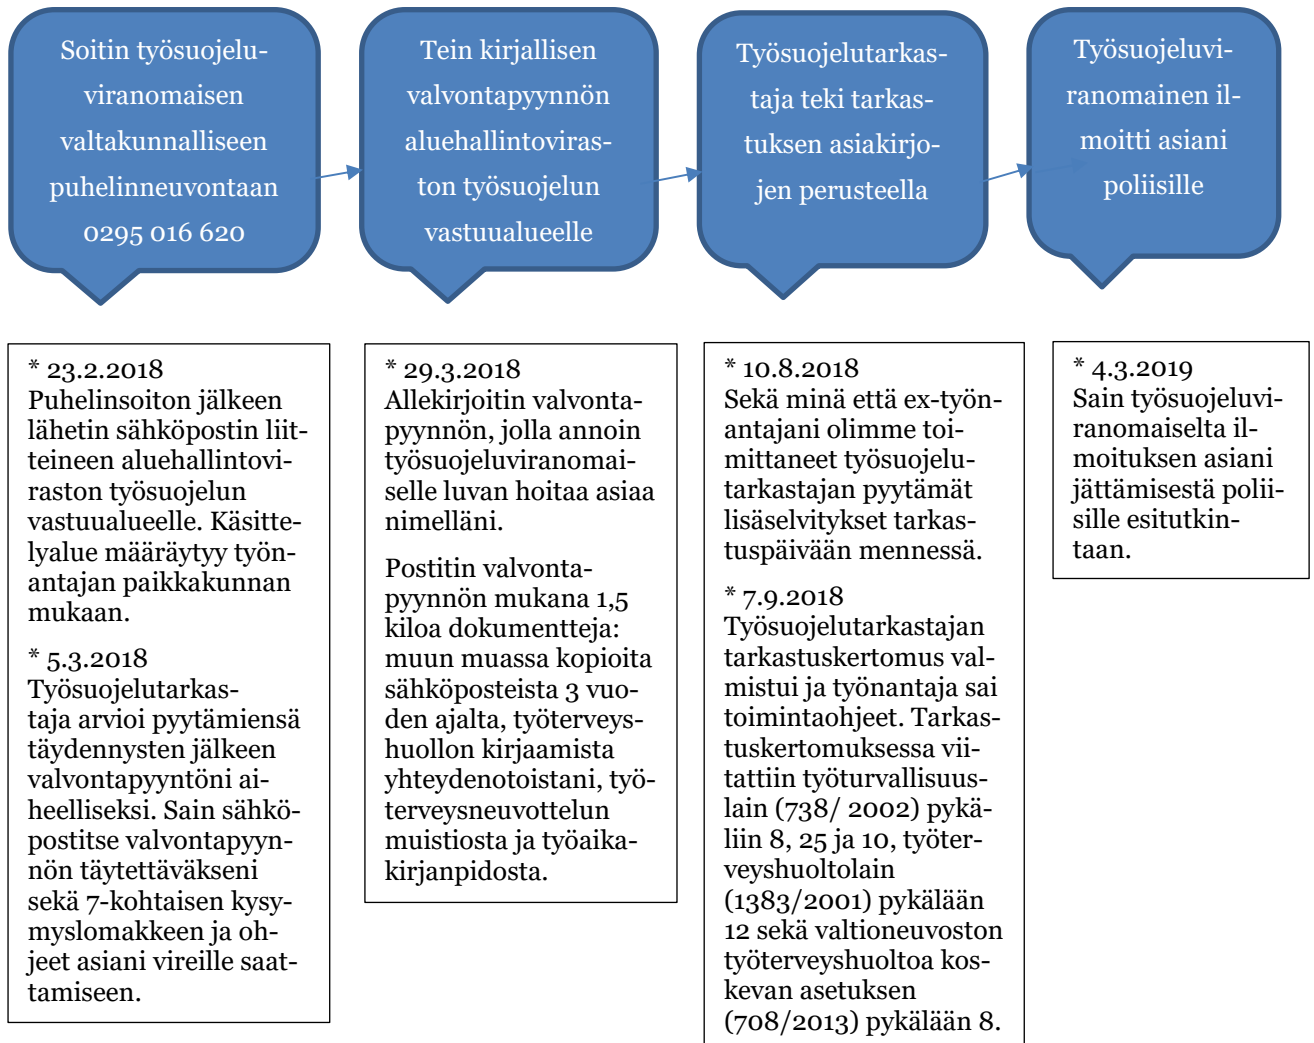 Soitin työsuojelu-
viranomaisen
valtakunnalliseen
puhelinneuvontaan
0295 016 620
Tein kirjallisen
valvontapyynnön
aluehallintoviras-
ton työsuojelun
vastuualueelle
Työsuojelutarkas-
taja teki tarkas-
tuksen asiakirjo-
jen perusteella
Työsuojeluvi-
ranomainen il-
moitti asiani
poliisille
* 23.2.2018
Puhelinsoiton jälkeen
lähetin sähköpostin liit-
teineen aluehallintovi-
raston työsuojelun
vastuualueelle. Käsitte-
lyalue määräytyy työn-
antajan paikkakunnan
mukaan.
* 5.3.2018
Työsuojelutarkas-
taja arvioi pyytämiensä
täydennysten jälkeen
valvontapyyntöni ai-
heelliseksi. Sain sähkö-
postitse valvontapyyn-
nön täytettäväkseni
sekä 7-kohtaisen kysy-
myslomakkeen ja oh-
jeet asiani vireille saat-
tamiseen.
* 29.3.2018
Allekirjoitin valvonta-
pyynnön, jolla annoin
työsuojeluviranomai-
selle luvan hoitaa asiaa
nimelläni.
Postitin valvonta-
pyynnön mukana 1,5
kiloa dokumentteja:
muun muassa kopioita
sähköposteista 3 vuo-
den ajalta, työterveys-
huollon kirjaamista
yhteydenotoistani, työ-
terveysneuvottelun
muistiosta ja työaika-
kirjanpidosta.
* 10.8.2018
Sekä minä että ex-työn-
antajani olimme toi-
mittaneet työsuojelu-
tarkastajan pyytämät
lisäselvitykset tarkas-
tuspäivään mennessä.
* 7.9.2018
Työsuojelutarkastajan
tarkastuskertomus val-
mistui ja työnantaja sai
toimintaohjeet. Tarkas-
tuskertomuksessa vii-
tattiin työturvallisuus-
lain (738/ 2002) pykä-
liin 8, 25 ja 10, työter-
veyshuoltolain
(1383/2001) pykälään
12 sekä valtioneuvoston
työterveyshuoltoa kos-
kevan asetuksen
(708/2013) pykälään 8.
* 4.3.2019
Sain työsuojeluvi-
ranomaiselta il-
moituksen asiani
jättämisestä polii-
sille esitutkin-
taan.